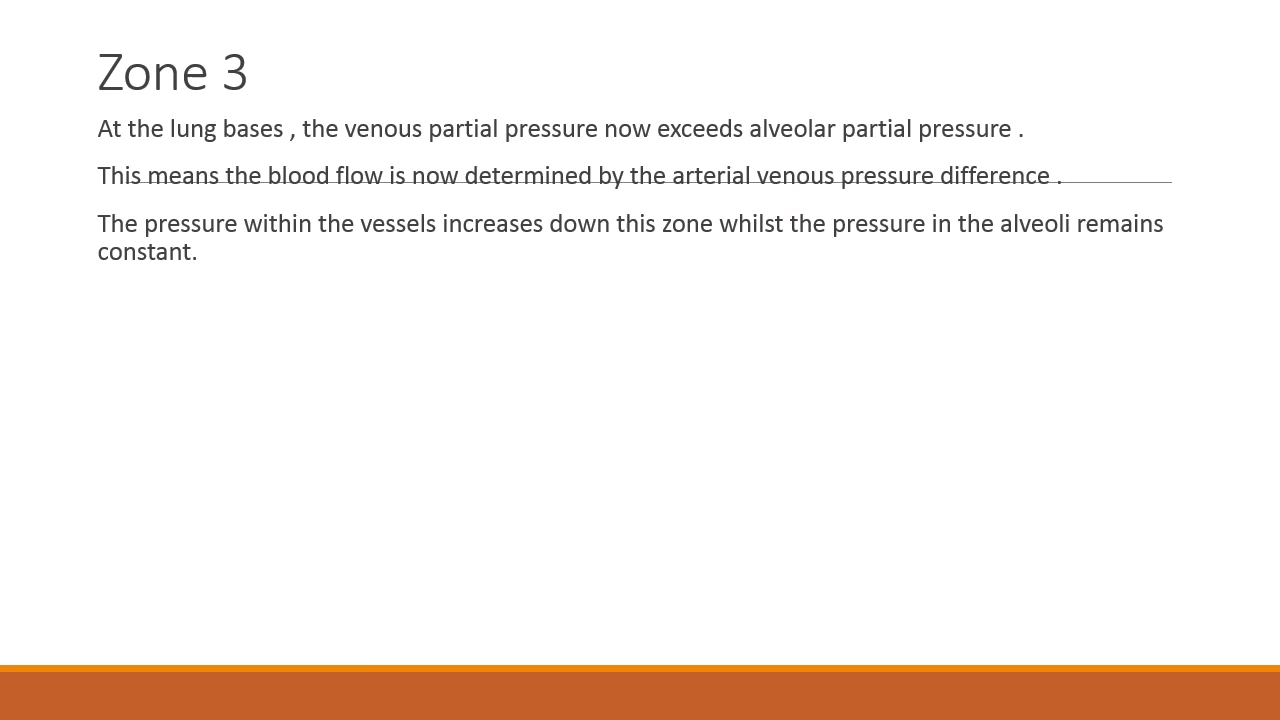 Zone 3
At the lung bases , the venous partial pressure now exceeds alveolar partial pressure .
This means the blood flow is now determined by the arterial venous pressure difference .
The pressure within the vessels increases down this zone whilst the pressure in the alveoli remains
constant.